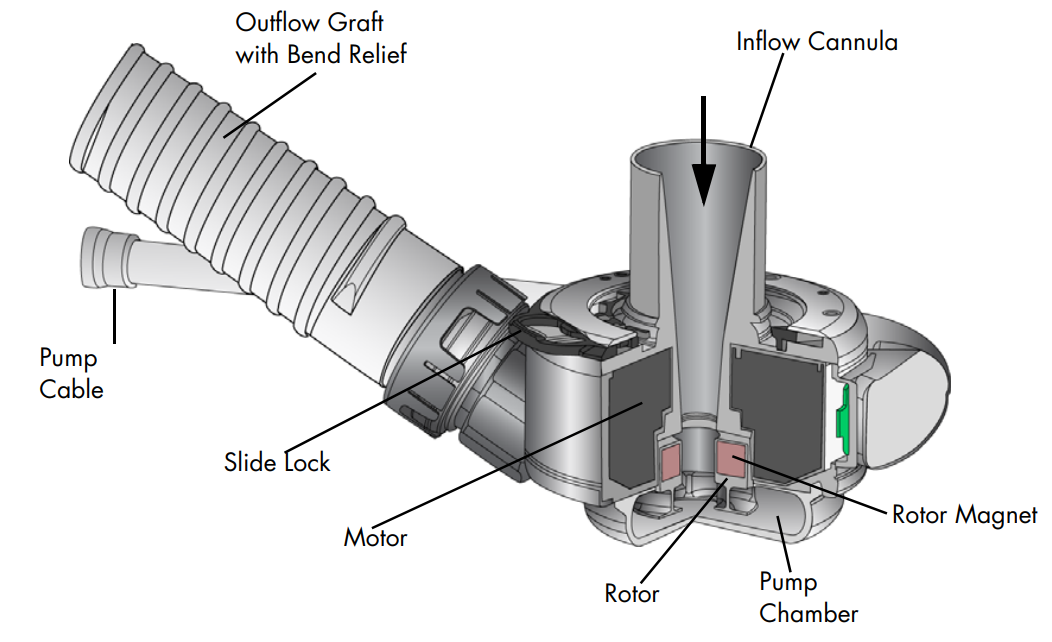 Outflow Graft
with Bend Relief
Inflow Cannula
Pump
Cable
Slide Lock
Motor
Rotor Magnet
Rotor
Pump
Chamber